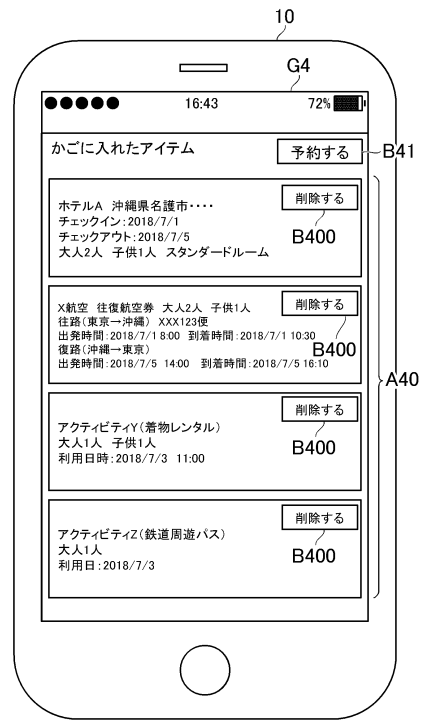 10
G4
16:43
72%
かごに入れたアイテム
予約する
B41
ホテルA 沖縄県名護市・・・・
チェックイン:2018/7/1
チェックアウト:2018/7/5
大人2人 子供1人 スタンダードルーム
削除する
B400
X航空 往復航空券 大人2人 子供1人
往路(東京→沖縄) XXX123便
出発時間:2018/7/1 8:00 到着時間:2018/7/1 10:30
復路(沖縄→東京)
出発時間:2018/7/5 14:00 到着時間:2018/7/5 16:10
削除する
B400
A40
アクティビティY(着物レンタル)
大人1人 子供1人
利用日時:2018/7/3 11:00
削除する
B400
アクティビティZ(鉄道周遊パス)
大人1人
利用日:2018/7/3
削除する
B400